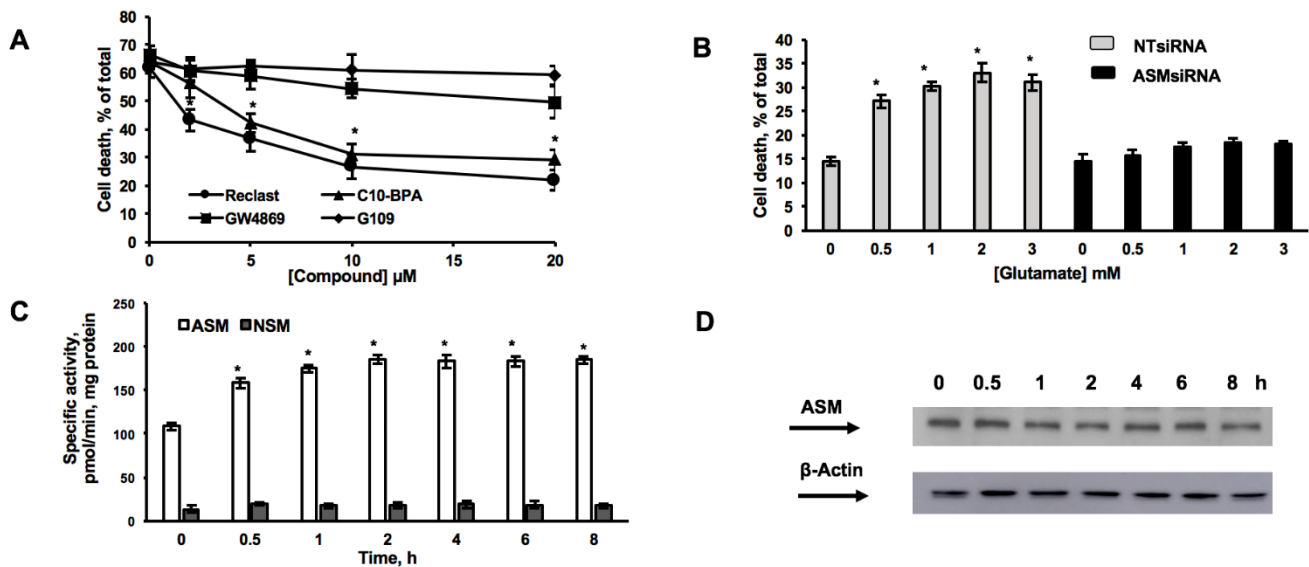 A
Cell death, % of total
80
70
60
50
40
30
20
10
0
* * * *
Reclast C10-BPA
GW4869 G109
0 5 10 15 20
[Compound] µM
B
Cell death, % of total
40
35
30
25
20
15
10
5
0
* * * *
NTsiRNA
ASMsiRNA
0 0.5 1 2 3 0 0.5 1 2 3
[Glutamate] mM
C
Specific activity,
pmol/min, mg protein
250
200
150
100
50
0
ASM NSM
* * * * * *
0 0.5 1 2 4 6 8
Time, h
D
0 0.5 1 2 4 6 8 h
ASM
β-Actin